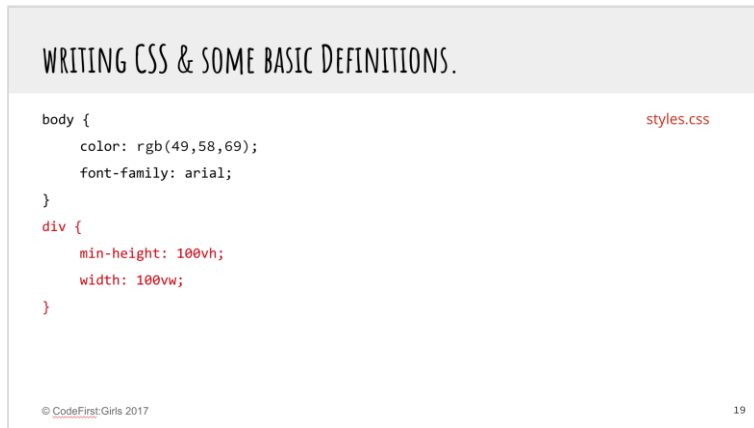 WRITING CSS & SOME BASIC DEFINITIONS.
body {
styles.css
color: rgb(49,58,69);
font-family: arial;
}
div {
min-height: 100vh;
width: 100vw;
}
© CodeFirst:Girls 2017
19